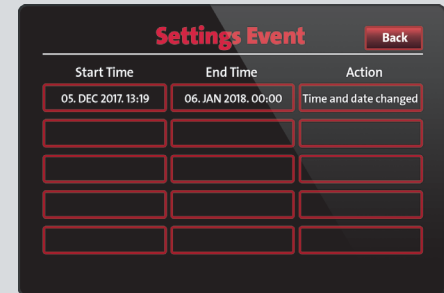 Settings Event
Back
Start Time End Time Action
05. DEC 2017. 13:19 06. JAN 2018. 00:00 Time and date changed